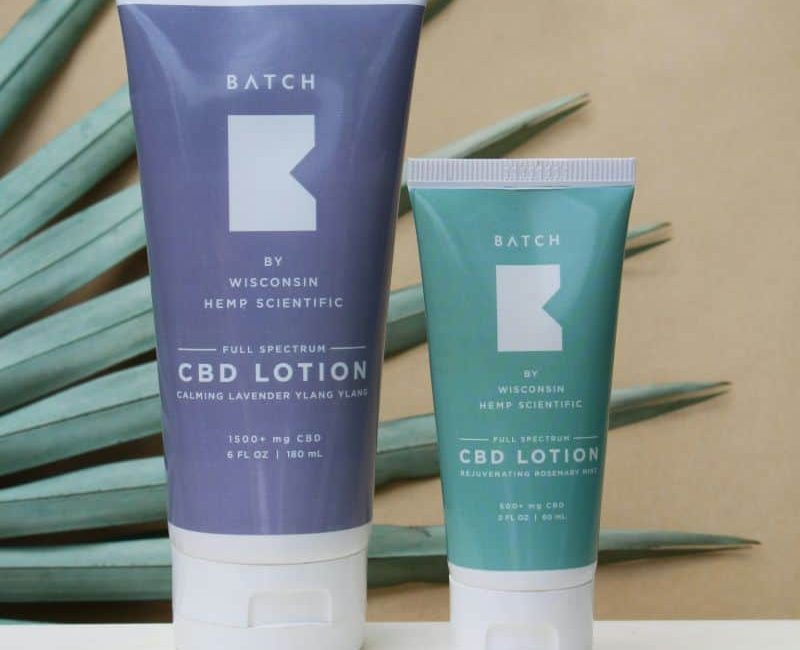 BATCH
BY
WISCONSIN
HEMP SCIENTIFIC
FULL SPECTRUM
CBD LOTION
CALMING LAVENDER YLANG YLANG
1500+ mg CBD
6 FL OZ | 180 mL
BATCH
BY
WISCONSIN
HEMP SCIENTIFIC
FULL SPECTRUM
CBD LOTION
REJUVENATING ROSEMARY MINT
500+ mg CBD
2 FL OZ | 60 mL